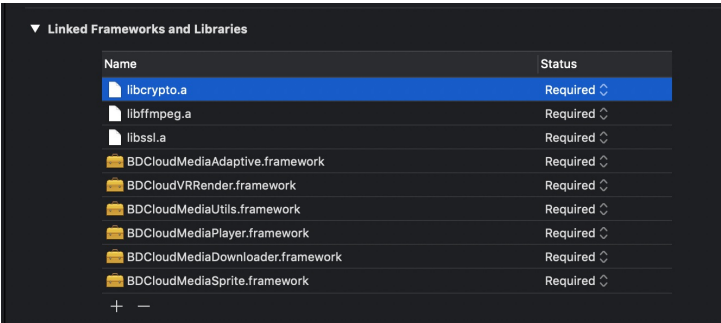 Linked Frameworks and Libraries
Name Status
libcrypto.a Required
libffmpeg.a Required
libssl.a Required
BDCloudMediaAdaptive.framework Required
BDCloudVRRender.framework Required
BDCloudMediaUtils.framework Required
BDCloudMediaPlayer.framework Required
BDCloudMediaDownloader.framework Required
BDCloudMediaSprite.framework Required